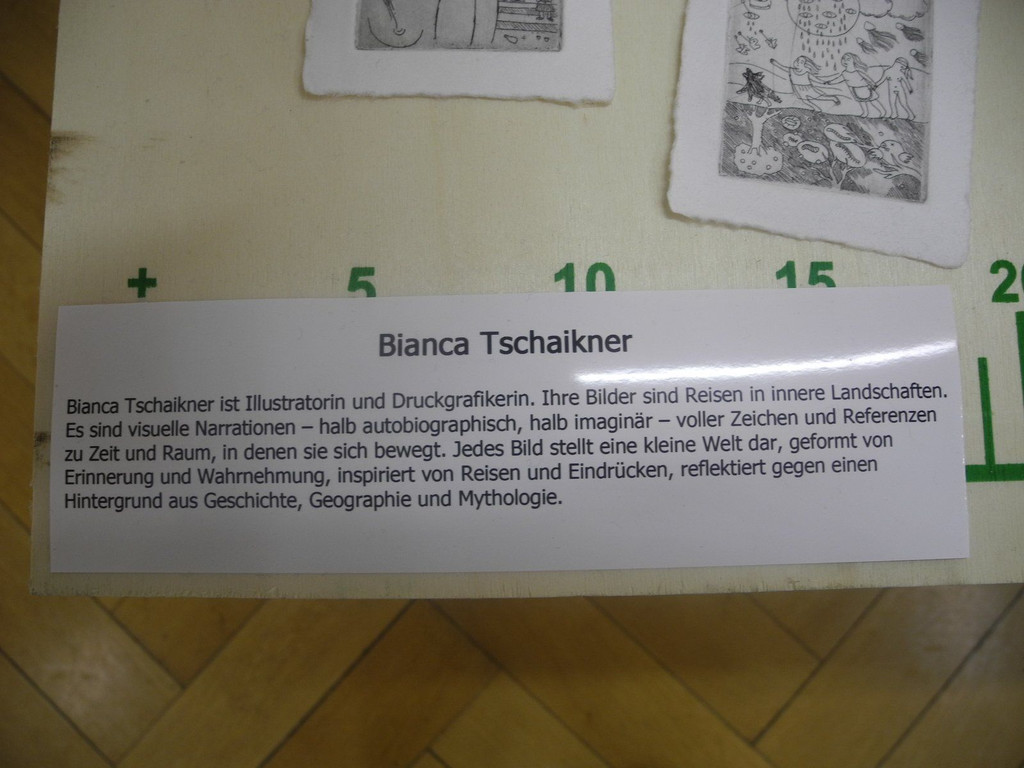 + 5 10 15 20
Bianca Tschaikner
Bianca Tschaikner ist Illustratorin und Druckgrafikerin. Ihre Bilder sind Reisen in innere Landschaften.
Es sind visuelle Narrationen – halb autobiographisch, halb imaginär – voller Zeichen und Referenzen
zu Zeit und Raum, in denen sie sich bewegt. Jedes Bild stellt eine kleine Welt dar, geformt von
Erinnerung und Wahrnehmung, inspiriert von Reisen und Eindrücken, reflektiert gegen einen
Hintergrund aus Geschichte, Geographie und Mythologie.